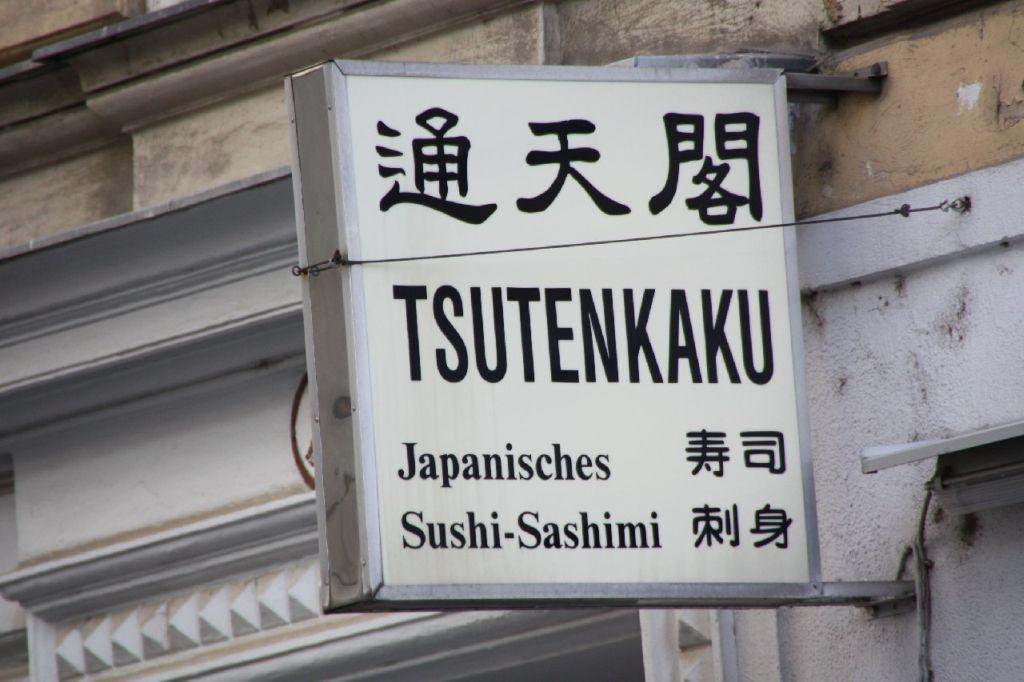 通天閣
TSUTENKAKU
Japanisches 寿司
Sushi-Sashimi 刺身